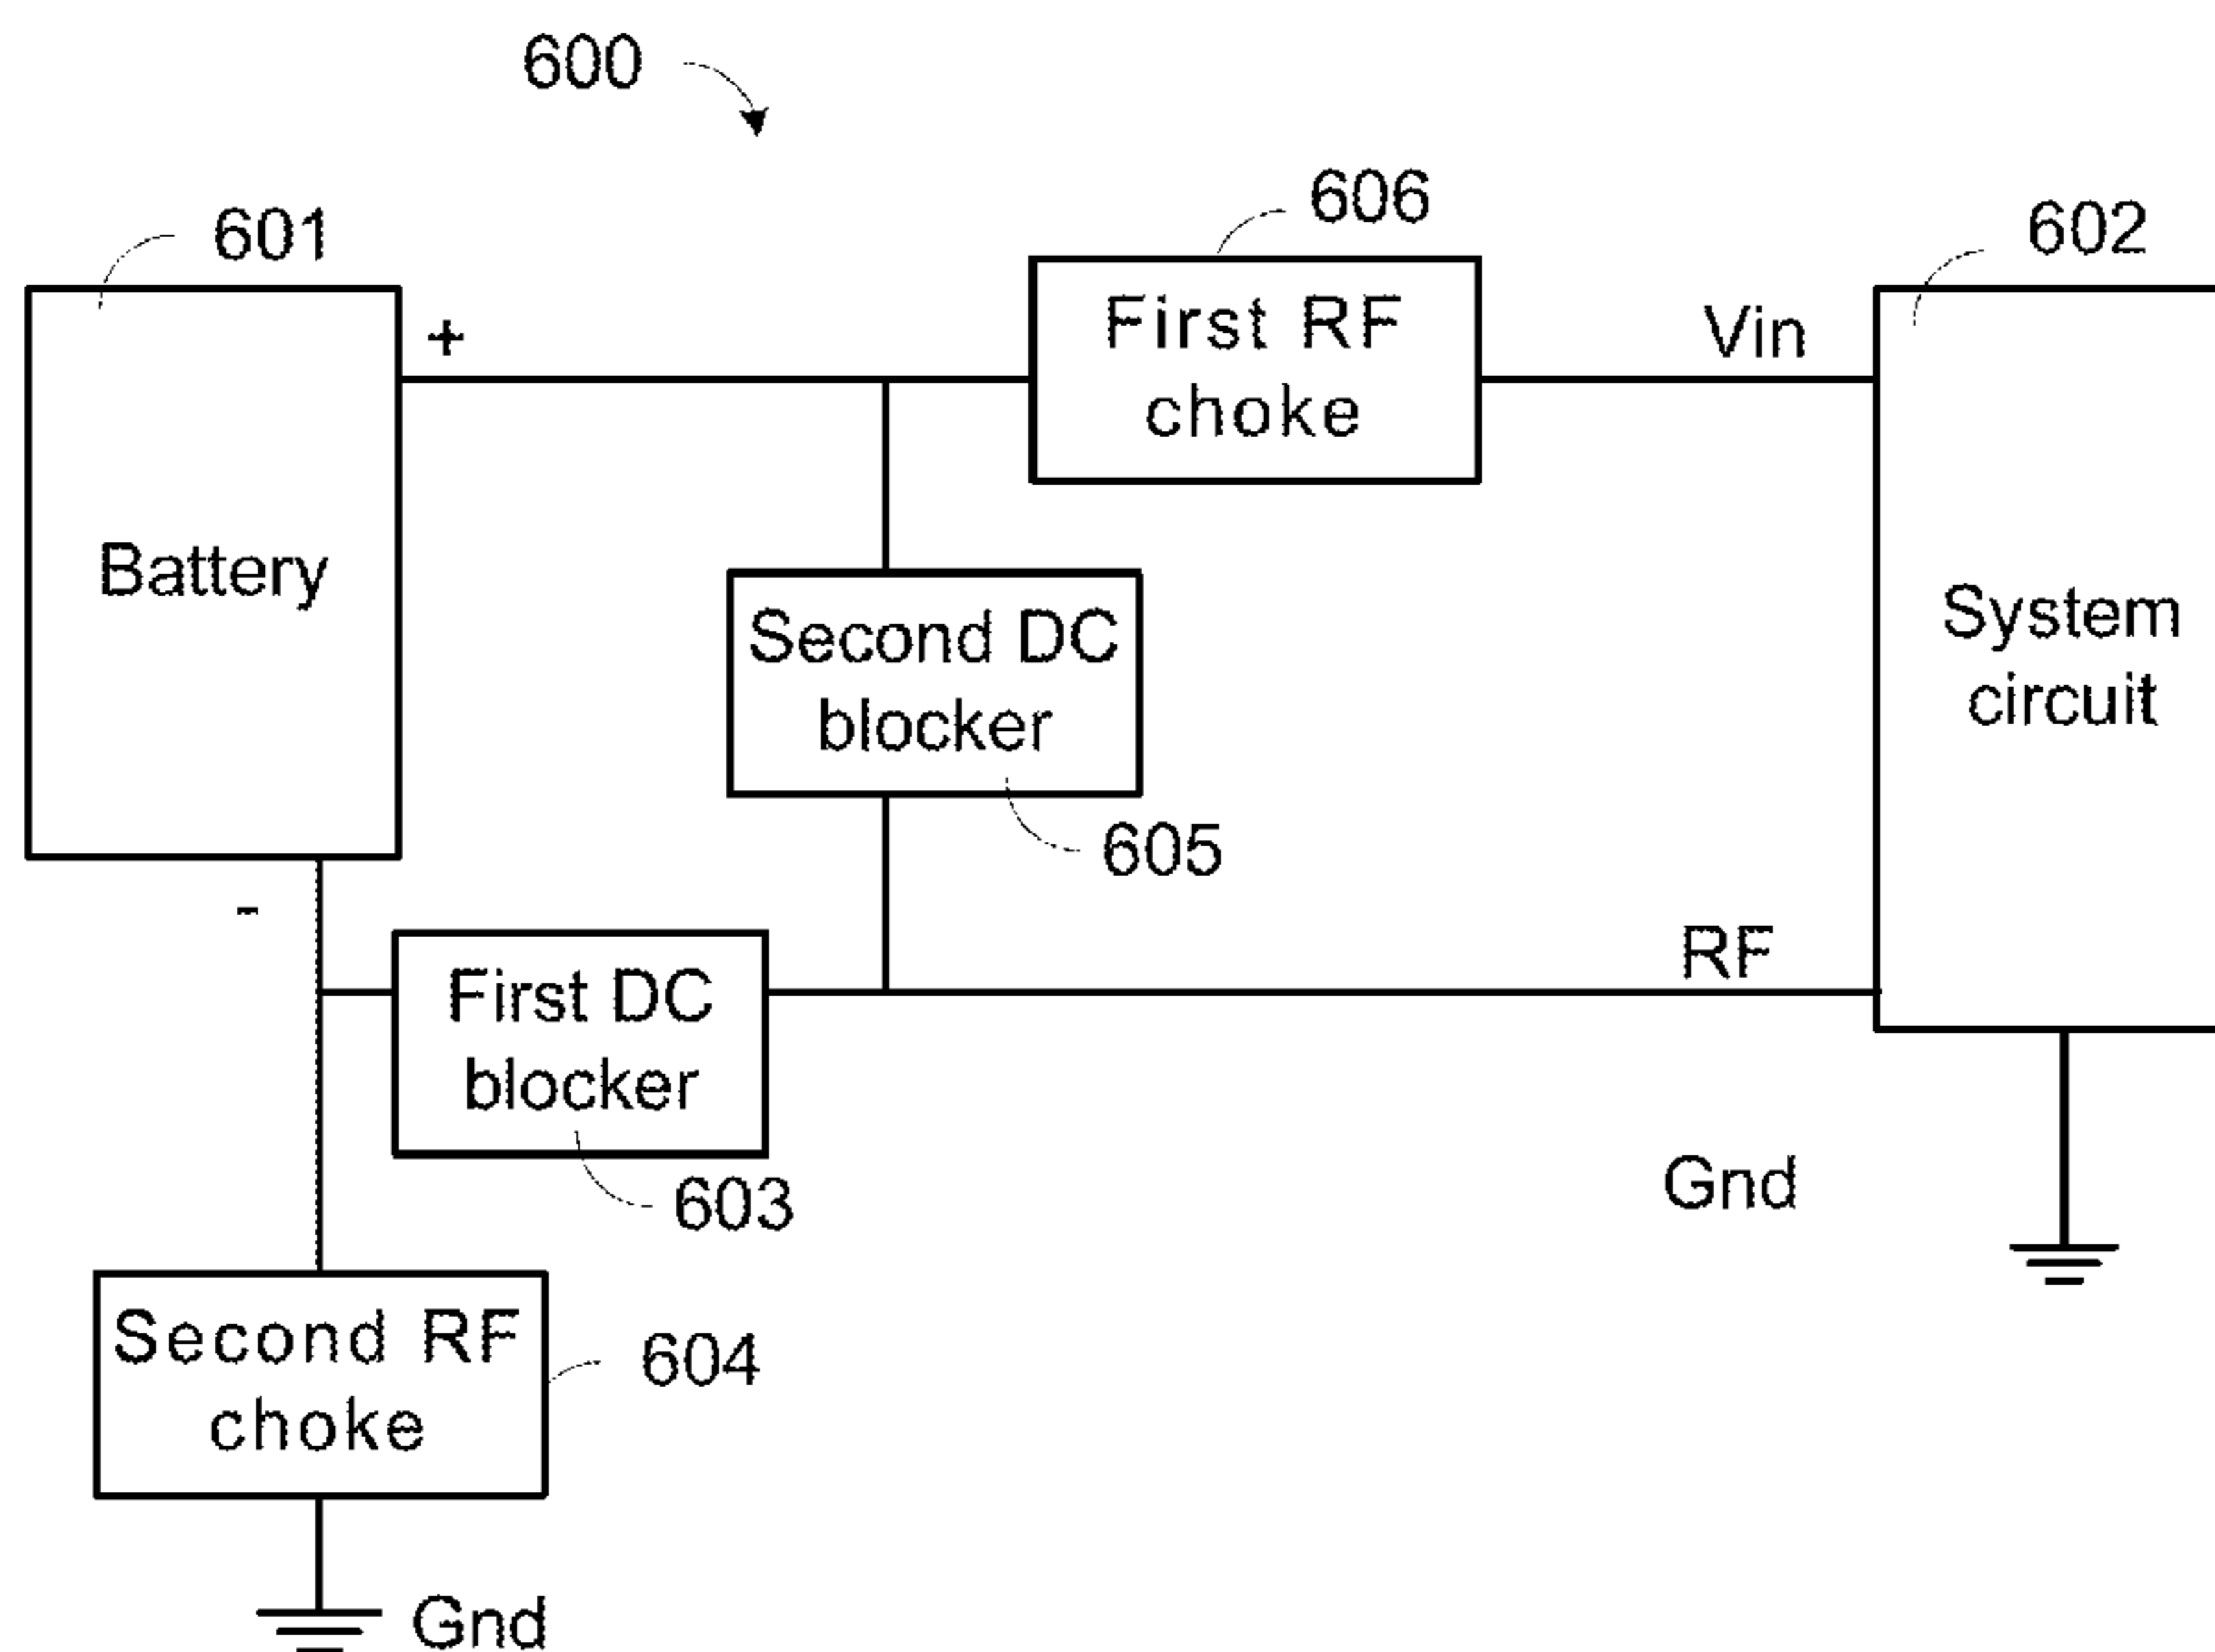 600
606
601
602
First RF
choke
Vin
+
Battery
Second DC
blocker
System
circuit
605
-
RF
First DC
blocker
603
Gnd
Second RF
choke
604
Gnd